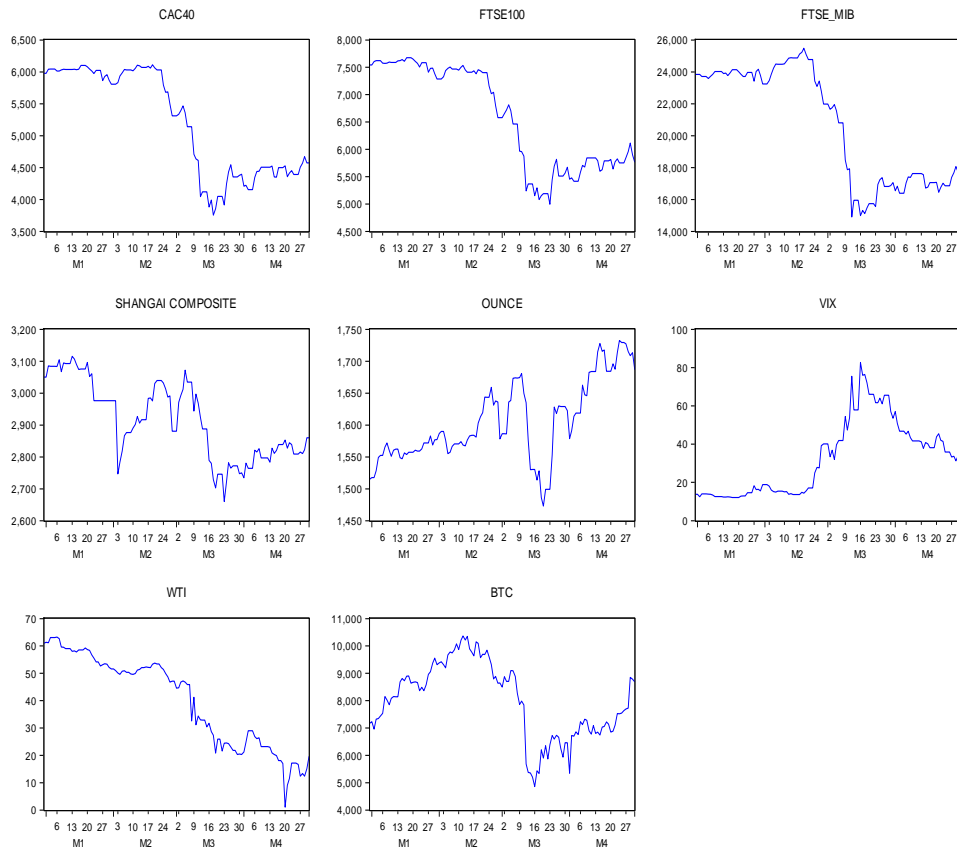 CAC40
6,500
6,000
5,500
5,000
4,500
4,000
3,500
6 13 20 27 3 10 17 24 2 9 16 23 30 6 13 20 27
M1 M2 M3 M4
FTSE100
8,000
7,500
7,000
6,500
6,000
5,500
5,000
4,500
6 13 20 27 3 10 17 24 2 9 16 23 30 6 13 20 27
M1 M2 M3 M4
FTSE_MIB
26,000
24,000
22,000
20,000
18,000
16,000
14,000
6 13 20 27 3 10 17 24 2 9 16 23 30 6 13 20 27
M1 M2 M3 M4
SHANGAI COMPOSITE
3,200
3,100
3,000
2,900
2,800
2,700
2,600
6 13 20 27 3 10 17 24 2 9 16 23 30 6 13 20 27
M1 M2 M3 M4
OUNCE
1,750
1,700
1,650
1,600
1,550
1,500
1,450
6 13 20 27 3 10 17 24 2 9 16 23 30 6 13 20 27
M1 M2 M3 M4
VIX
100
80
60
40
20
0
6 13 20 27 3 10 17 24 2 9 16 23 30 6 13 20 27
M1 M2 M3 M4
WTI
70
60
50
40
30
20
10
0
6 13 20 27 3 10 17 24 2 9 16 23 30 6 13 20 27
M1 M2 M3 M4
BTC
11,000
10,000
9,000
8,000
7,000
6,000
5,000
4,000
6 13 20 27 3 10 17 24 2 9 16 23 30 6 13 20 27
M1 M2 M3 M4